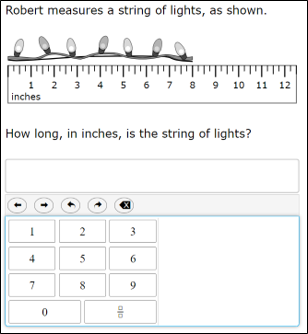 Robert measures a string of lights, as shown.
1 2 3 4 5 6 7 8 9 10 11 12
inches
How long, in inches, is the string of lights?
1 2 3
4 5 6
7 8 9
0